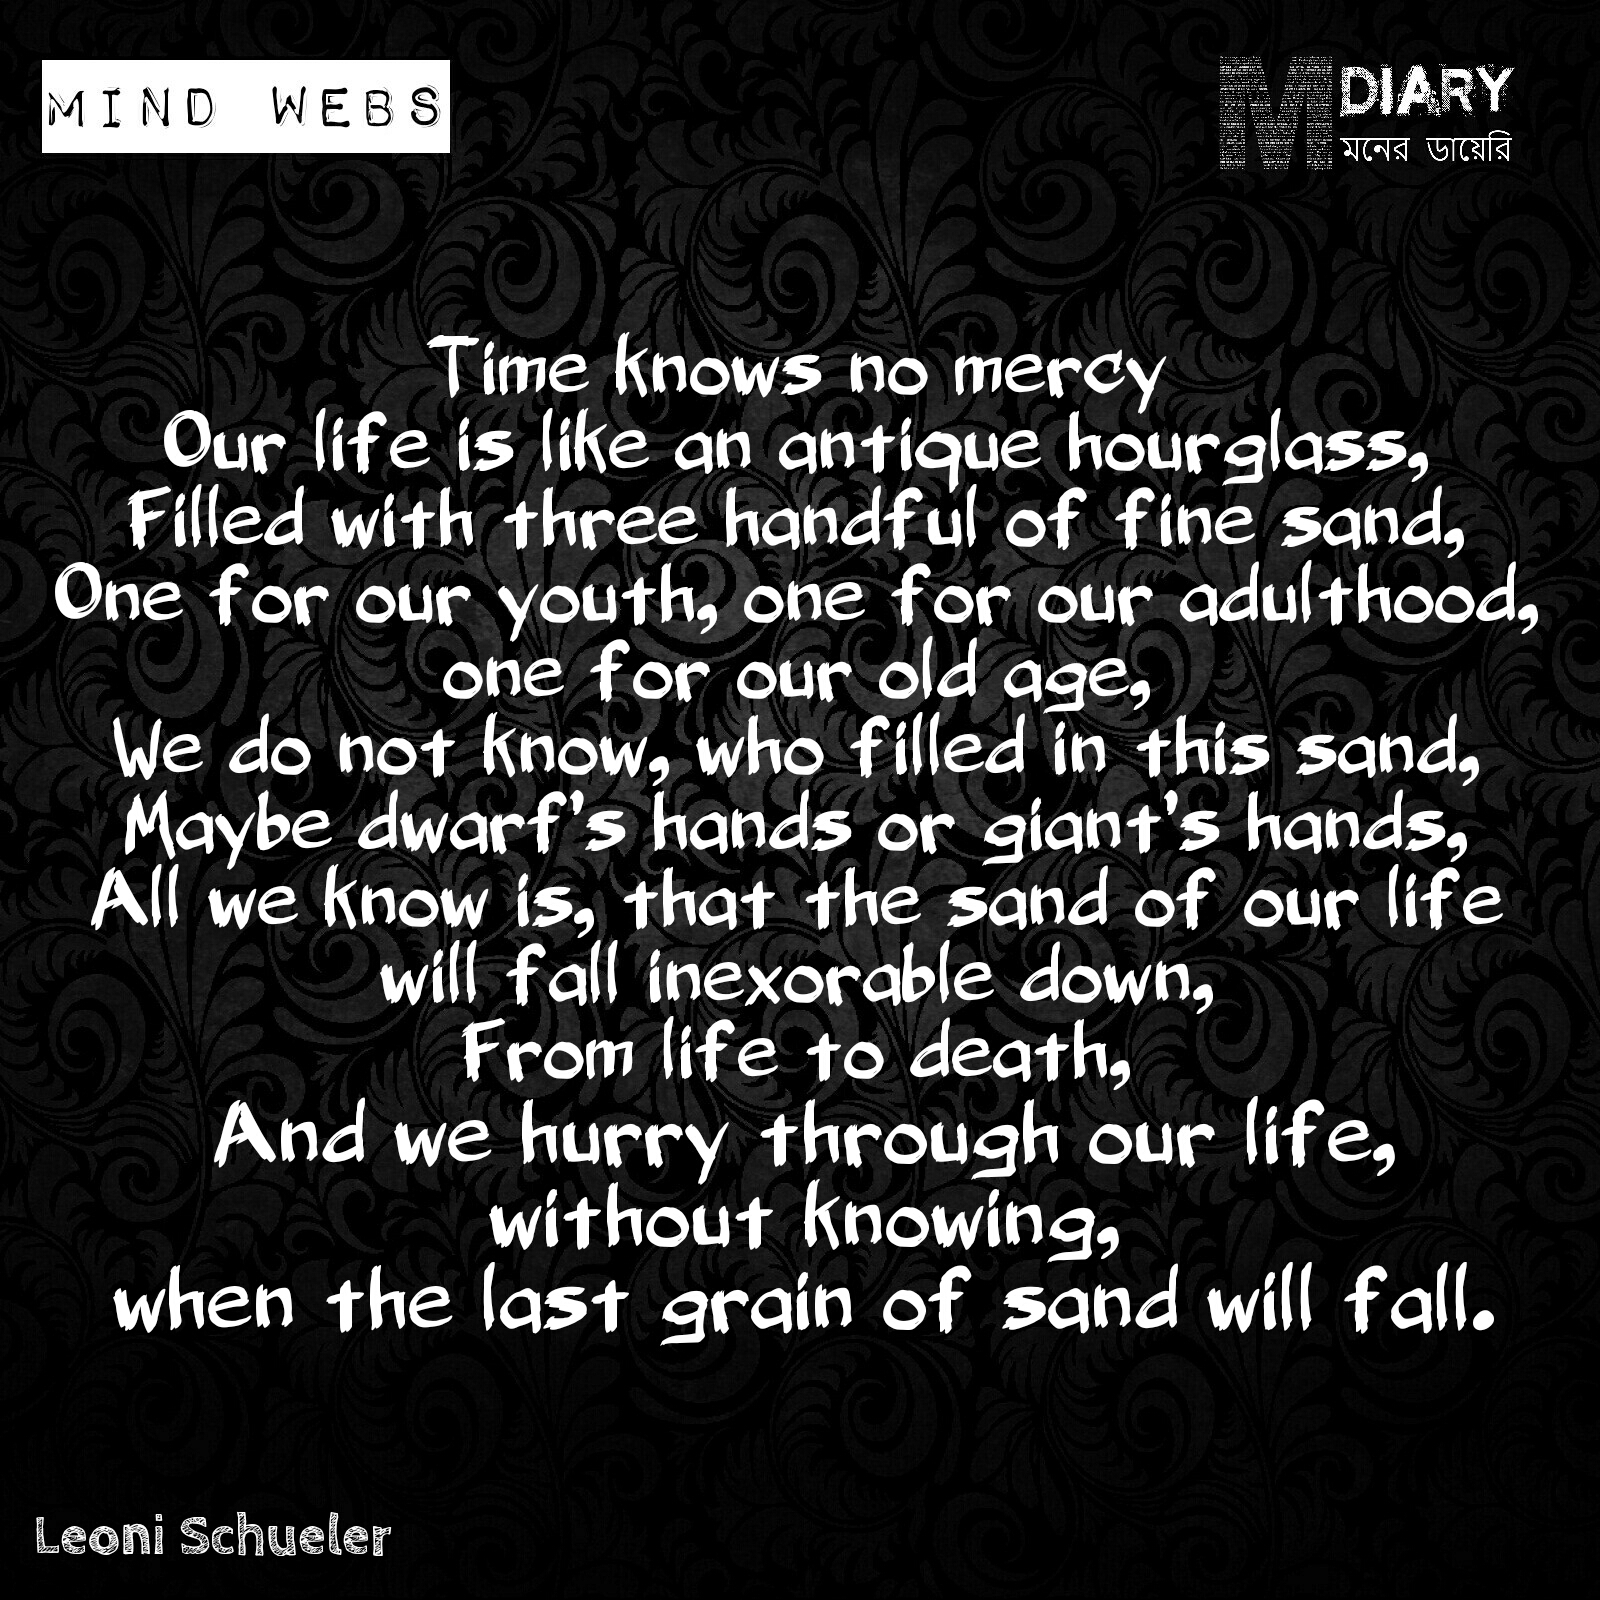 MIND WEBS
M DIARY
মনের ডায়েরি
Time knows no mercy
Our life is like an antique hourglass,
Filled with three handful of fine sand,
One for our youth, one for our adulthood,
one for our old age,
We do not know, who filled in this sand,
Maybe dwarf's hands or giant's hands,
All we know is, that the sand of our life
will fall inexorable down,
From life to death,
And we hurry through our life,
without knowing,
when the last grain of sand will fall.
Leoni Schueler